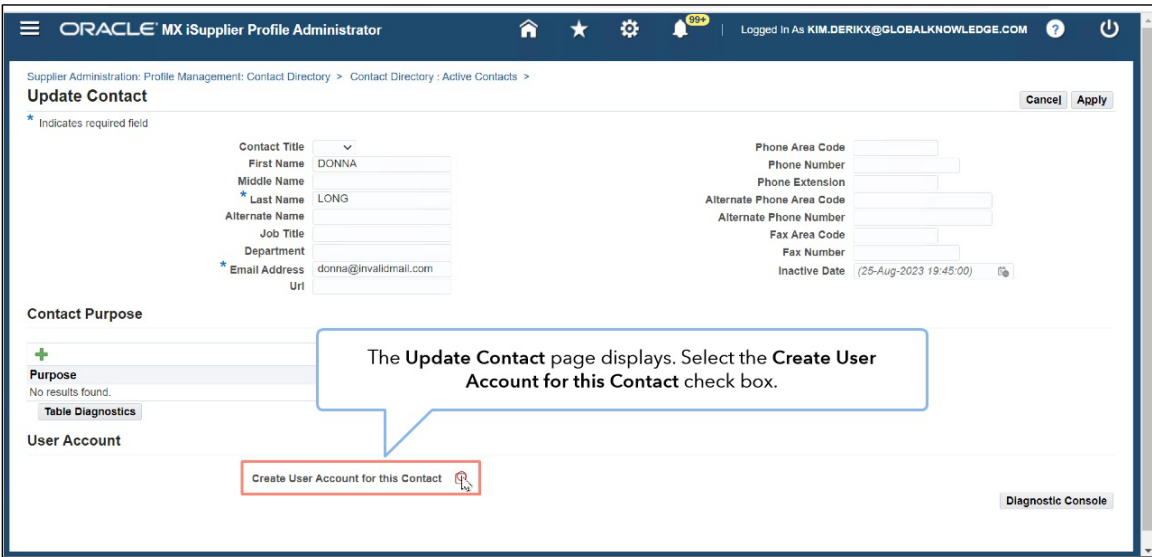 ORACLE® MX iSupplier Profile Administrator
99+
Logged In As KIM.DERIKX@GLOBALKNOWLEDGE.COM
?
Supplier Administration: Profile Management: Contact Directory > Contact Directory : Active Contacts >
Update Contact
Cancel Apply
* Indicates required field
Contact Title
First Name DONNA
Middle Name
* Last Name LONG
Alternate Name
Job Title
Department
* Email Address donna@invalidmail.com
Url
Phone Area Code
Phone Number
Phone Extension
Alternate Phone Area Code
Alternate Phone Number
Fax Area Code
Fax Number
Inactive Date (25-Aug-2023 19:45:00)
Contact Purpose
Purpose
No results found.
Table Diagnostics
The Update Contact page displays. Select the Create User
Account for this Contact check box.
User Account
Create User Account for this Contact
Diagnostic Console